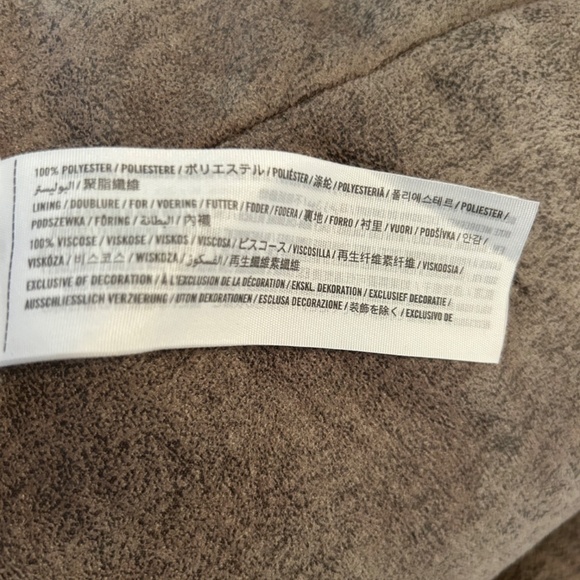 100% POLYESTER / POLIESTERE / ポリエステル / POLIÉSTER / 涤纶 / POLYESTERIÄ / 폴리에스테르 / POLIESTER /
البوليستر / 聚脂纖維
LINING / DOUBLURE / FOR / VOERING / FUTTER / FODER / FODERA / 裏地 / FORRO / 衬里 / VUORI / PODŠÍVKA / 안감 /
PODSZEWKA / FÖRING / البطانة / 內襯
100% VISCOSE / VISKOSE / VISKOS / VISCOSA / ビスコース / VISCOSILLA / 再生纤维素纤维 / VISKOOSIA /
VISKÓZA / 비스코스 / WISKOZA / الفسكوز / 再生纖維素纖維
EXCLUSIVE OF DECORATION / À L'EXCLUSION DE LA DÉCORATION / EKSKL. DEKORATION / EXCLUSIEF DECORATIE /
AUSSCHLIESSLICH VERZIERUNG / UTOM DEKORATIONEN / ESCLUSA DECORAZIONE / 装飾を除く / EXCLUSIVO DE